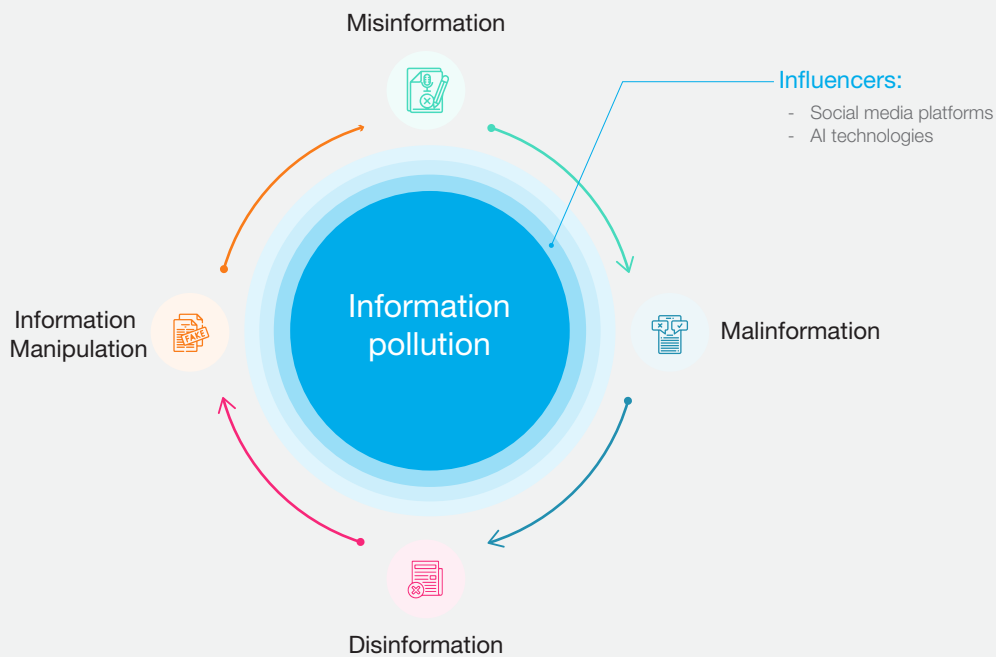 Misinformation
Influencers:
- Social media platforms
- AI technologies
Information
Manipulation
FAKE
Information
pollution
Malinformation
Disinformation